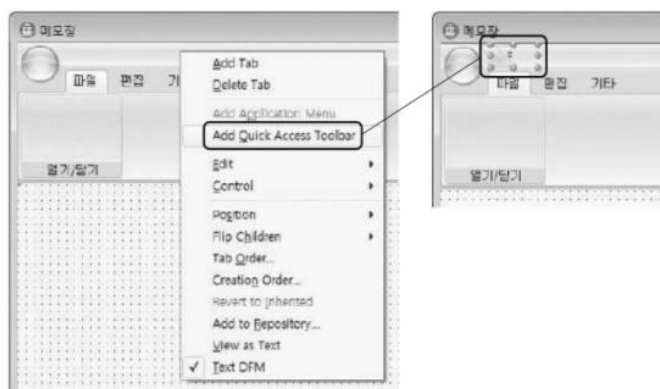 메모장
파일 편집 기
열기/닫기
Add Tab
Delete Tab
Add Application Menu
Add Quick Access Toolbar
Edit
Control
Position
Flip Children
Tab Order...
Creation Order...
Revert to Inherited
Add to Repository...
View as Text
Text DFM
메모장
파일 편집 기타
열기/닫기